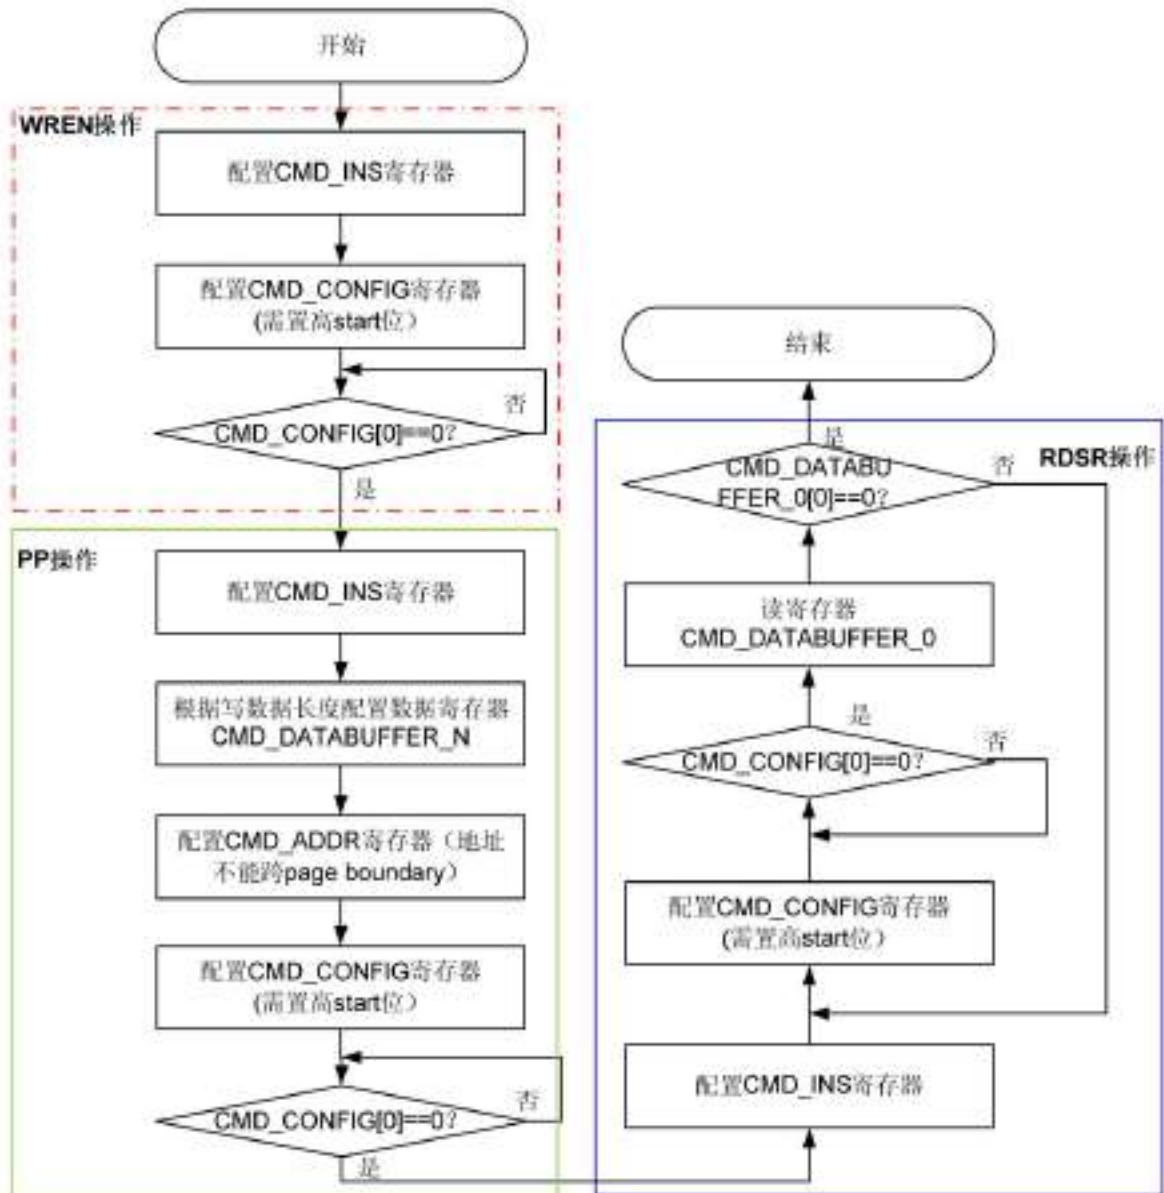 开始
WREN操作
配置CMD_INS寄存器
配置CMD_CONFIG寄存器
(需置高start位）
否
CMD_CONFIG[0]==0?
是
PP操作
配置CMD_INS寄存器
根据写数据长度配置数据寄存器
CMD_DATABUFFER_N
配置CMD_ADDR寄存器（地址
不能跨page boundary）
配置CMD_CONFIG寄存器
(需置高start位）
否
CMD_CONFIG[0]==0?
是
结束
是
RDSR操作
CMD_DATABU
FFER_0[0]==0?
否
读寄存器
CMD_DATABUFFER_0
是
否
CMD_CONFIG[0]==0?
配置CMD_CONFIG寄存器
(需置高start位）
配置CMD_INS寄存器